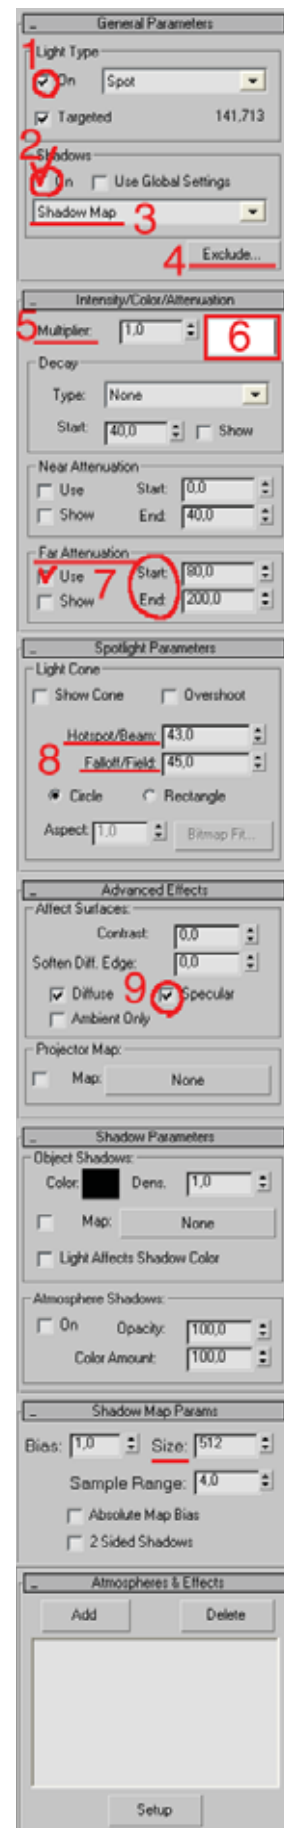 General Parameters
1 Light Type
On Spot
Targeted 141,713
2 Shadows
On Use Global Settings
Shadow Map 3
4 Exclude...
Intensity/Color/Attenuation
5 Multiplier: 1,0 6
Decay
Type: None
Start: 40,0 Show
Near Attenuation
Use Start: 0,0
Show End: 40,0
Far Attenuation
Use 7 Start: 80,0
Show End: 200,0
Spotlight Parameters
Light Cone
Show Cone Overshoot
Hotspot/Beam: 43,0
8 Falloff/Field: 45,0
Circle Rectangle
Aspect: 1,0 Bitmap Fit...
Advanced Effects
Affect Surfaces:
Contrast: 0,0
Soften Diff. Edge: 0,0
Diffuse 9 Specular
Ambient Only
Projector Map:
Map: None
Shadow Parameters
Object Shadows:
Color: Dens. 1,0
Map: None
Light Affects Shadow Color
Atmosphere Shadows:
On Opacity: 100,0
Color Amount: 100,0
Shadow Map Params
Bias: 1,0 Size: 512
Sample Range: 4,0
Absolute Map Bias
2 Sided Shadows
Atmospheres & Effects
Add Delete
Setup